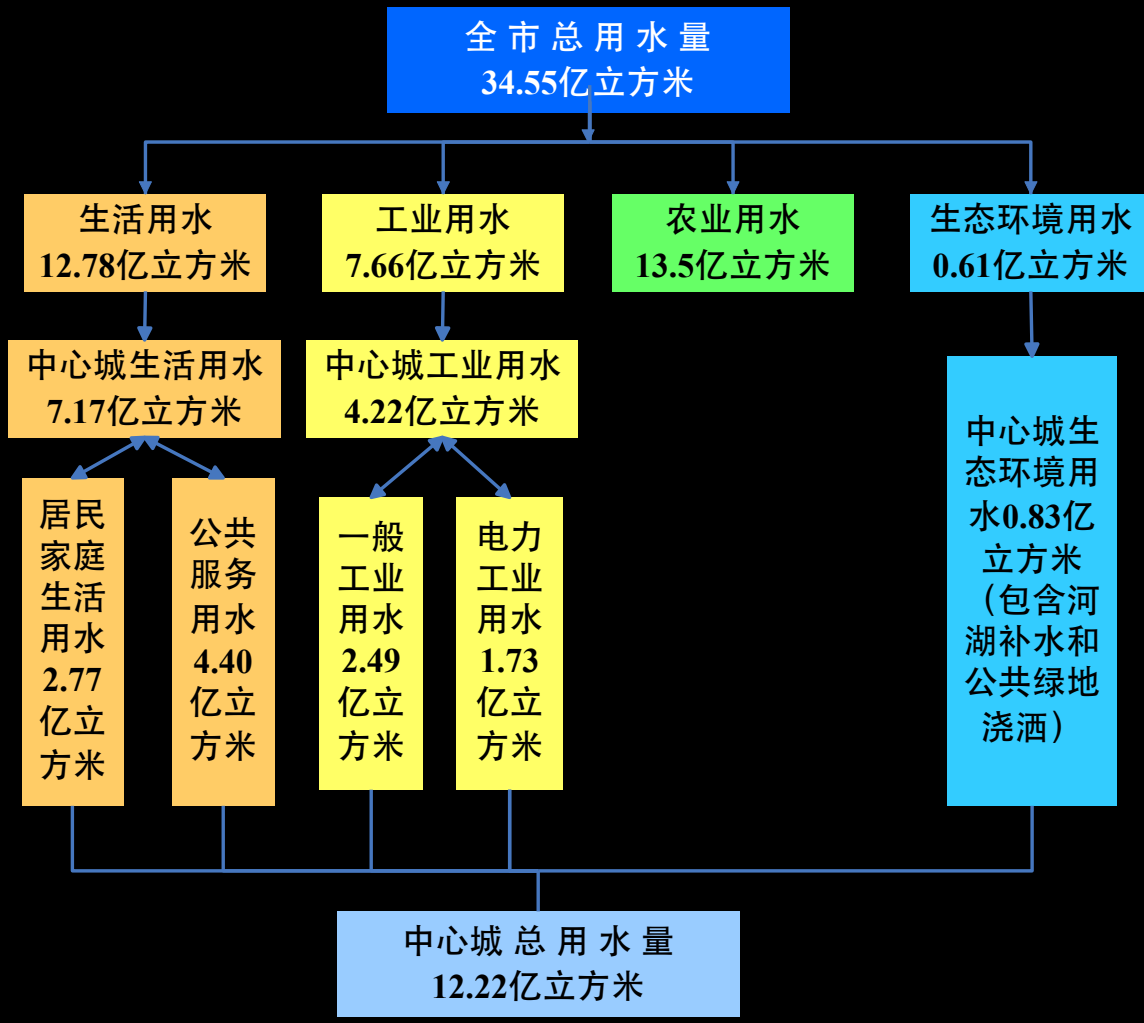 全 市 总 用 水 量
34.55亿立方米
生活用水
12.78亿立方米
工业用水
7.66亿立方米
农业用水
13.5亿立方米
生态环境用水
0.61亿立方米
中心城生活用水
7.17亿立方米
中心城工业用水
4.22亿立方米
居民
家庭
生活
用水
2.77
亿立
方米
公共
服务
用水
4.40
亿立
方米
一般
工业
用水
2.49
亿立
方米
电力
工业
用水
1.73
亿立
方米
中心城生
态环境用
水0.83亿
立方米
（包含河
湖补水和
公共绿地
浇洒）
中心城 总 用 水 量
12.22亿立方米